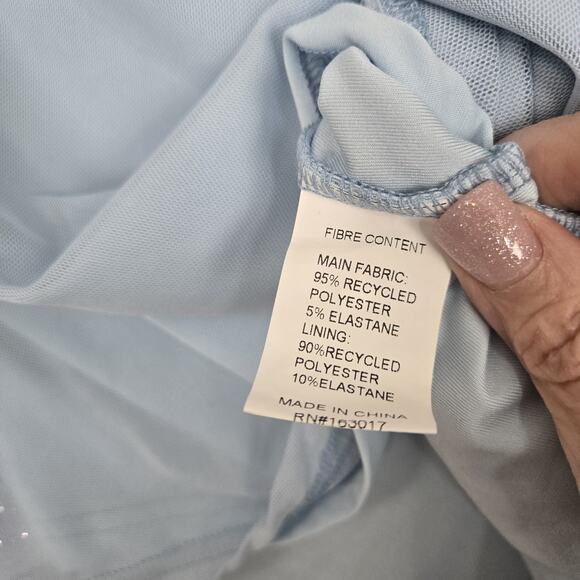 FIBRE CONTENT
MAIN FABRIC:
95% RECYCLED
POLYESTER
5% ELASTANE
LINING:
90%RECYCLED
POLYESTER
10%ELASTANE
MADE IN CHINA
RN#163017